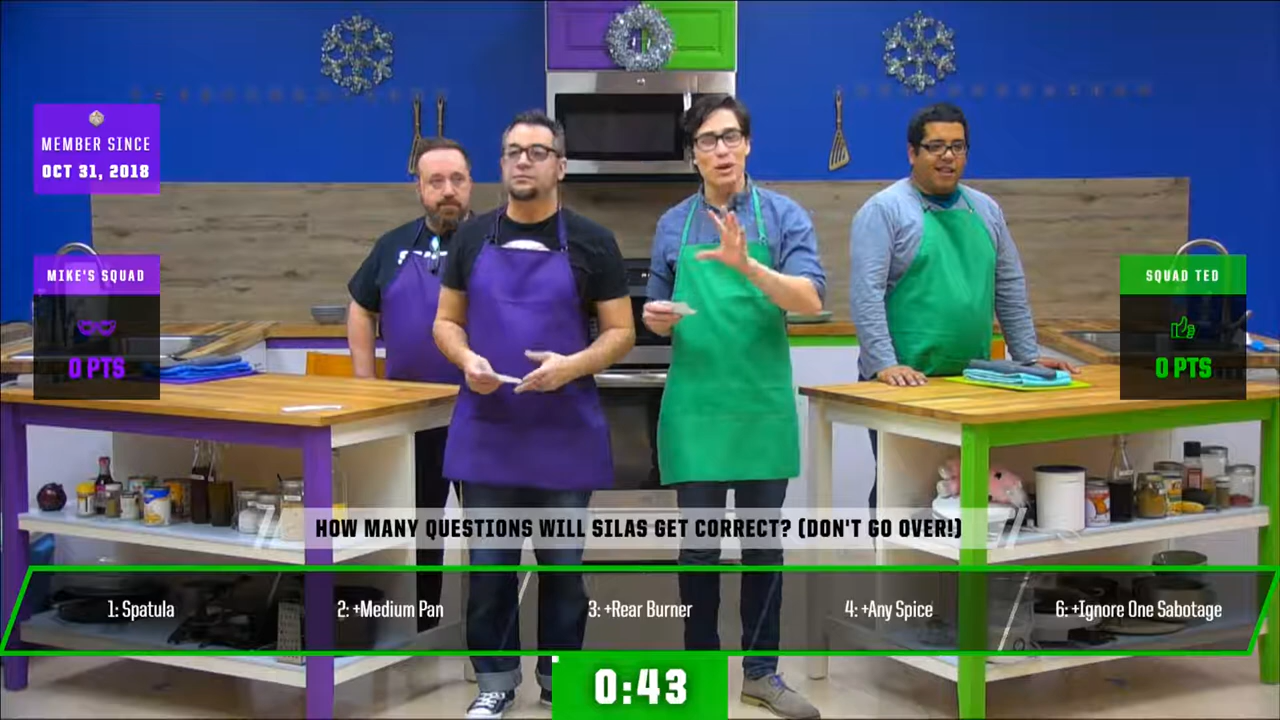 MEMBER SINCE
OCT 31, 2018
MIKE'S SQUAD
0 PTS
SQUAD TED
0 PTS
HOW MANY QUESTIONS WILL SILAS GET CORRECT? (DON'T GO OVER!)
1: Spatula
2: +Medium Pan
3: +Rear Burner
4: +Any Spice
6: +Ignore One Sabotage
0:43